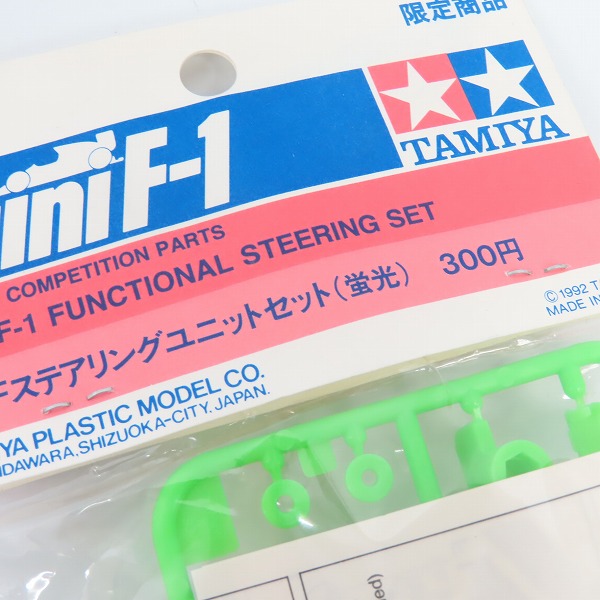 限定商品
mini F-1
TAMIYA
COMPETITION PARTS
F-1 FUNCTIONAL STEERING SET
Fステアリングユニットセット(蛍光) 300円
©1992 T
MADE IN
YA PLASTIC MODEL CO.
NDAWARA, SHIZUOKA-CITY, JAPAN.